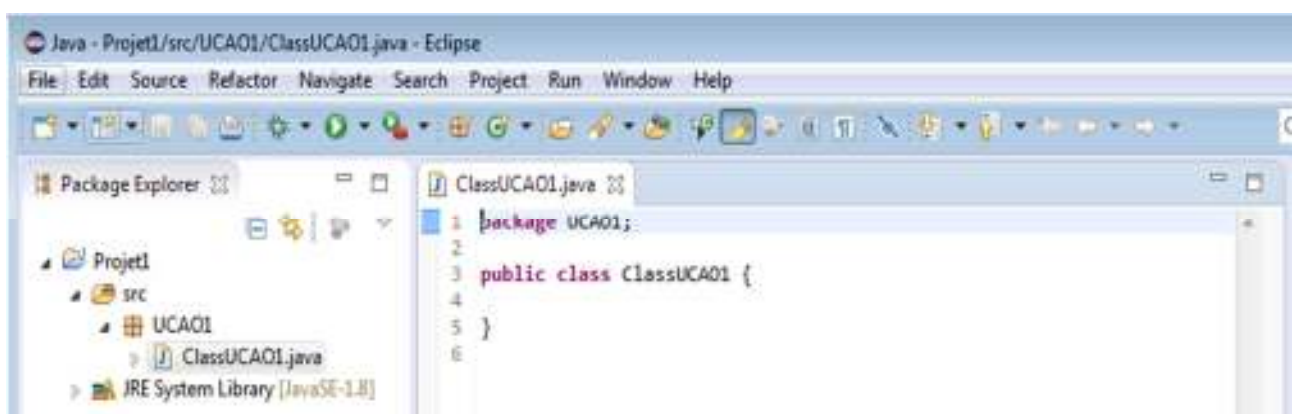 Java - Projet1/src/UCAO1/ClassUCAO1.java - Eclipse
File Edit Source Refactor Navigate Search Project Run Window Help
Package Explorer
Projet1
src
UCAO1
ClassUCAO1.java
JRE System Library [JavaSE-1.8]
ClassUCAO1.java
1 package UCAO1;
2
3 public class ClassUCAO1 {
4
5 }
6